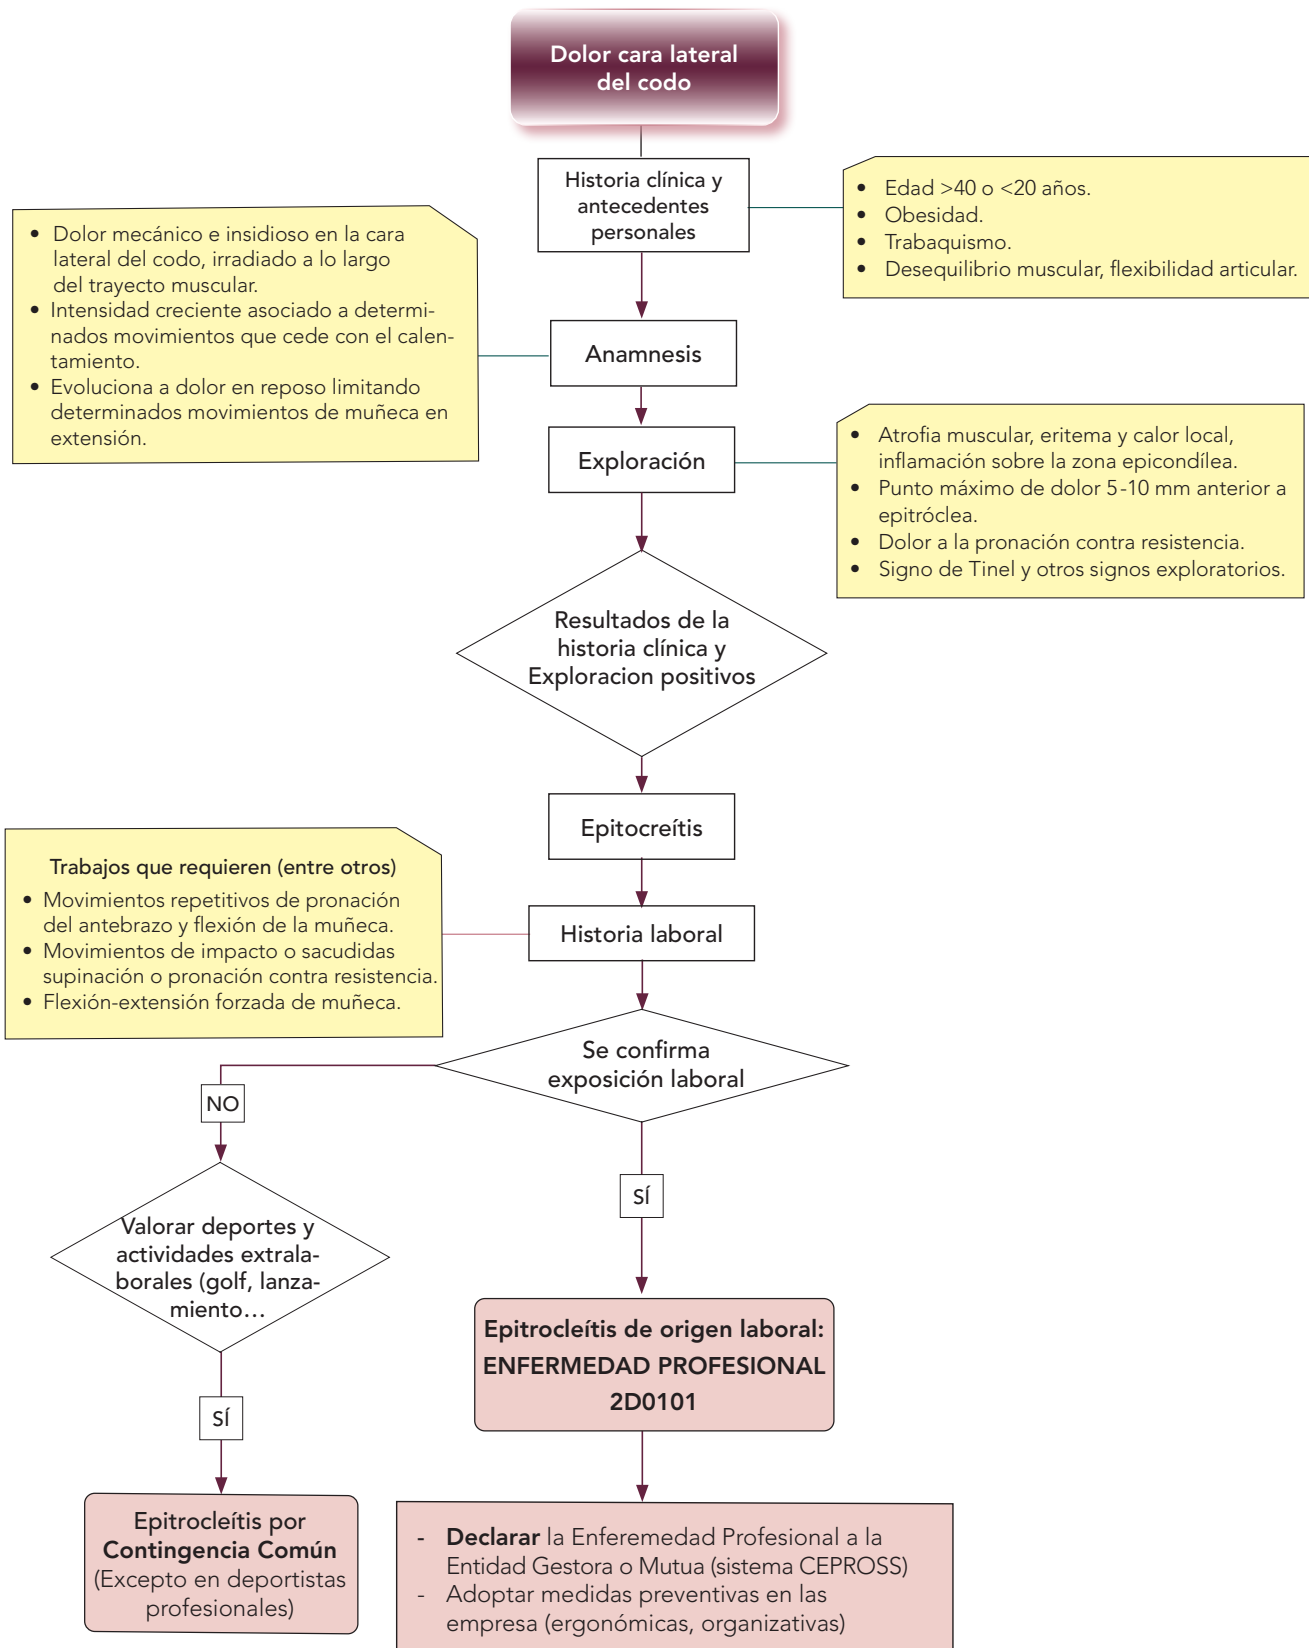 Dolor cara lateral
del codo
Historia clínica y
antecedentes
personales
• Edad >40 o <20 años.
• Obesidad.
• Trabaquismo.
• Desequilibrio muscular, flexibilidad articular.
• Dolor mecánico e insidioso en la cara
lateral del codo, irradiado a lo largo
del trayecto muscular.
• Intensidad creciente asociado a determi-
nados movimientos que cede con el calen-
tamiento.
• Evoluciona a dolor en reposo limitando
determinados movimientos de muñeca en
extensión.
Anamnesis
Exploración
• Atrofia muscular, eritema y calor local,
inflamación sobre la zona epicondílea.
• Punto máximo de dolor 5-10 mm anterior a
epitróclea.
• Dolor a la pronación contra resistencia.
• Signo de Tinel y otros signos exploratorios.
Resultados de la
historia clínica y
Exploracion positivos
Epitocreítis
Trabajos que requieren (entre otros)
• Movimientos repetitivos de pronación
del antebrazo y flexión de la muñeca.
• Movimientos de impacto o sacudidas
supinación o pronación contra resistencia.
• Flexión-extensión forzada de muñeca.
Historia laboral
Se confirma
exposición laboral
NO
SÍ
Valorar deportes y
actividades extrala-
borales (golf, lanza-
miento…
SÍ
Epitrocleítis de origen laboral:
ENFERMEDAD PROFESIONAL
2D0101
Epitrocleítis por
Contingencia Común
(Excepto en deportistas
profesionales)
- Declarar la Enferemedad Profesional a la
Entidad Gestora o Mutua (sistema CEPROSS)
- Adoptar medidas preventivas en las
empresa (ergonómicas, organizativas)